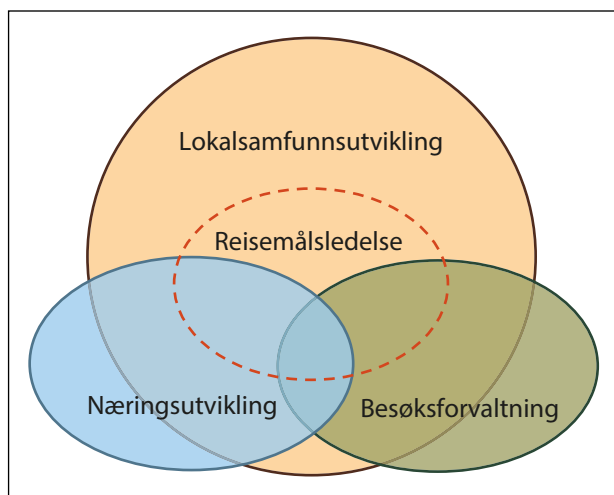 Lokalsamfunnsutvikling
Reisemålsledelse
Næringsutvikling
Besøksforvaltning